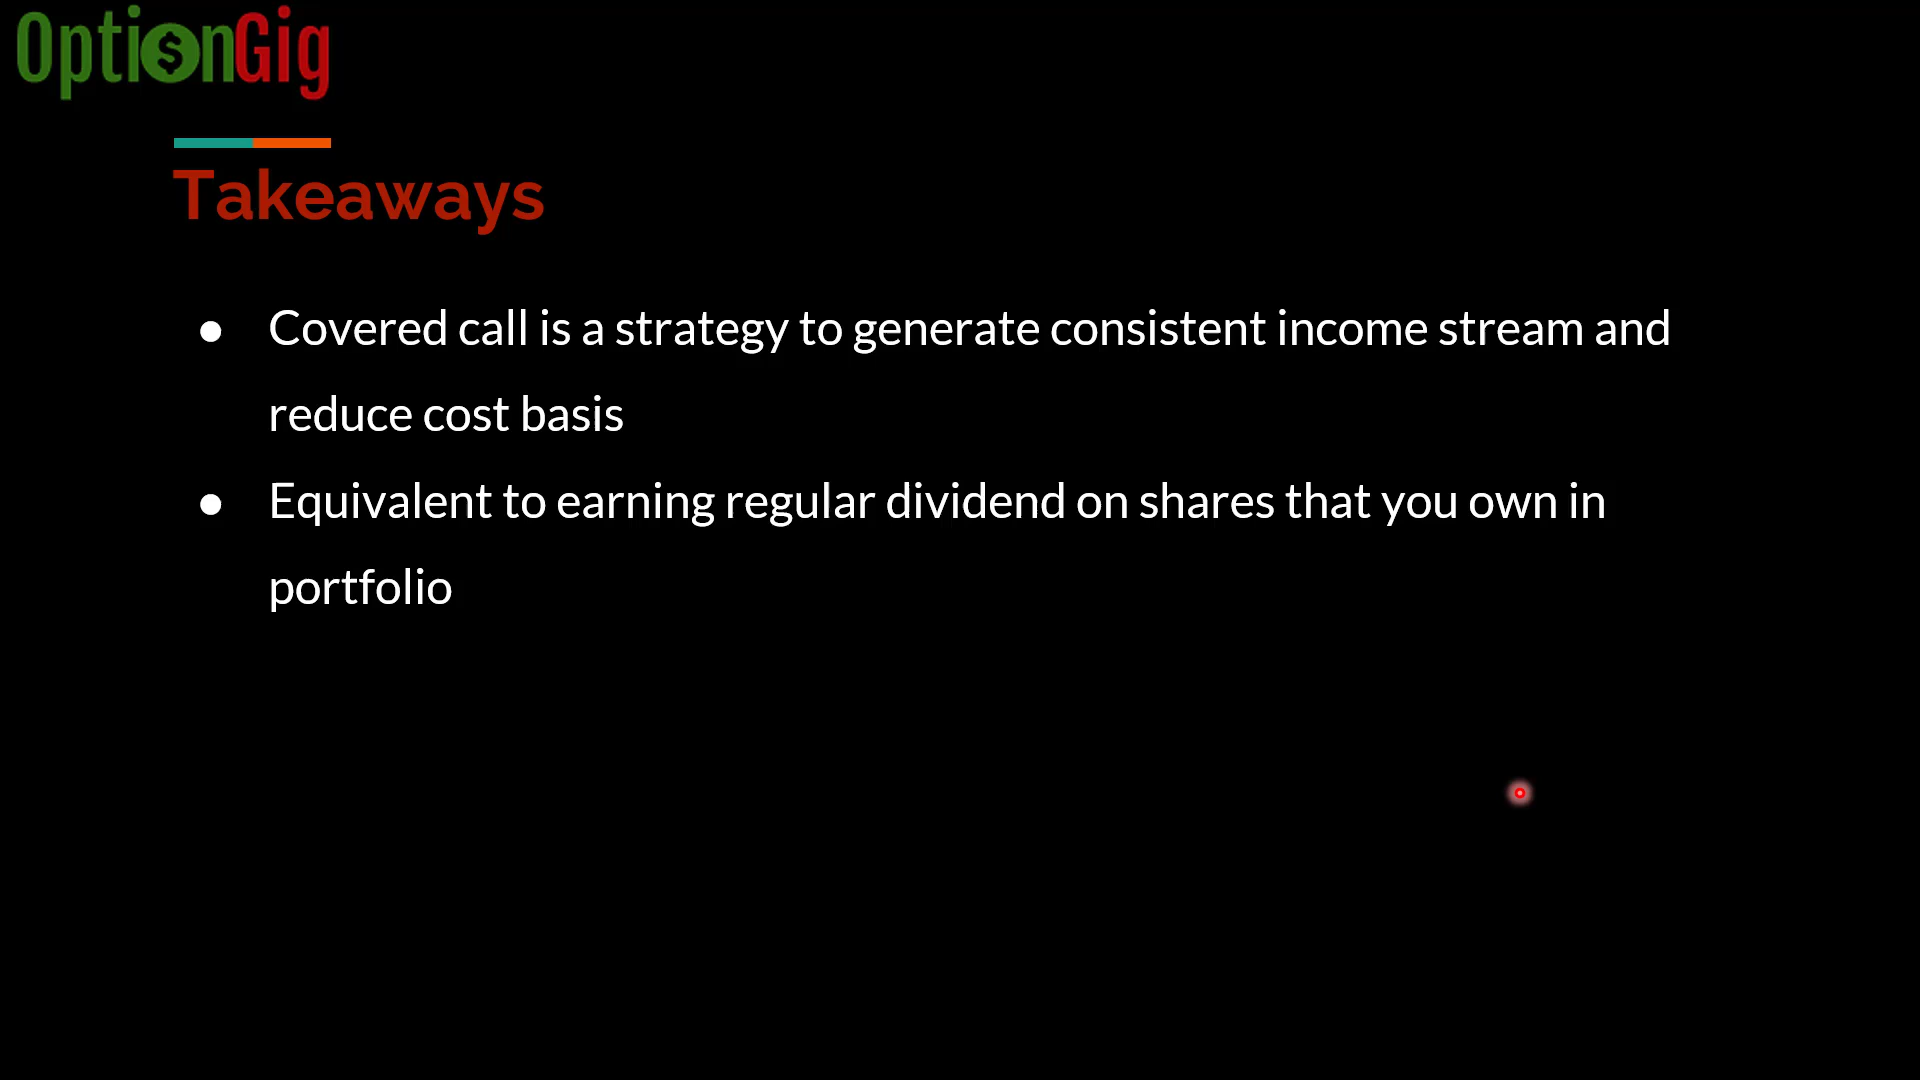 OptionGig
Takeaways
● Covered call is a strategy to generate consistent income stream and
reduce cost basis
● Equivalent to earning regular dividend on shares that you own in
portfolio